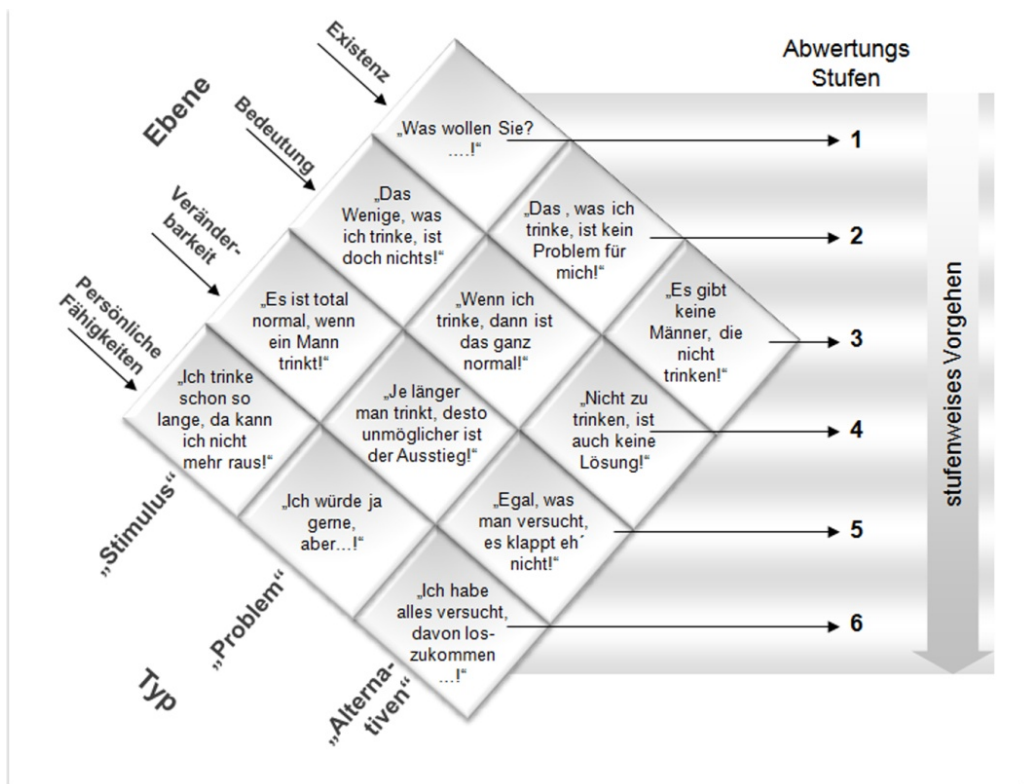 Abwertungs
Stufen
Ebene
Existenz
Bedeutung
Veränder-
barkeit
Persönliche
Fähigkeiten
„Was wollen Sie?
....!“
1
„Das
Wenige, was
ich trinke, ist
doch nichts!“
„Das , was ich
trinke, ist kein
Problem für
mich!“
2
„Es ist total
normal, wenn
ein Mann
trinkt!“
„Wenn ich
trinke, dann ist
das ganz
normal!“
„Es gibt
keine
Männer, die
nicht
trinken!“
3
„Ich trinke
schon so
lange, da kann
ich nicht
mehr raus!“
„Je länger
man trinkt, desto
unmöglicher ist
der Ausstieg!“
„Nicht zu
trinken, ist
auch keine
Lösung!“
4
„Ich würde ja
gerne,
aber...!“
„Egal, was
man versucht,
es klappt eh´
nicht!“
5
„Ich habe
alles versucht,
davon los-
zukommen
...!“
6
stufenweises Vorgehen
„Stimulus“
„Problem“
„Alterna-
tiven“
Typ